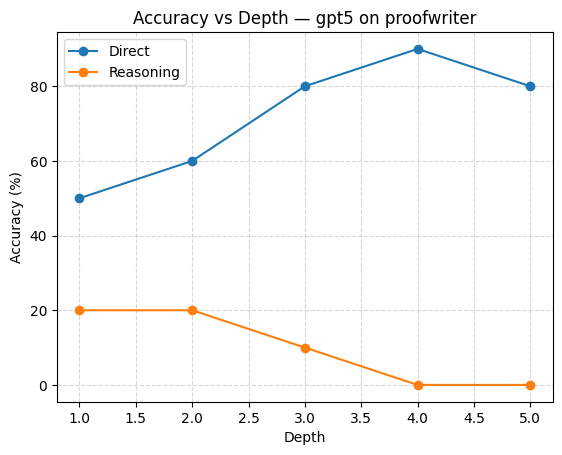 Accuracy vs Depth — gpt5 on proofwriter
Direct
Reasoning
Accuracy (%)
80
60
40
20
0
1.0 1.5 2.0 2.5 3.0 3.5 4.0 4.5 5.0
Depth